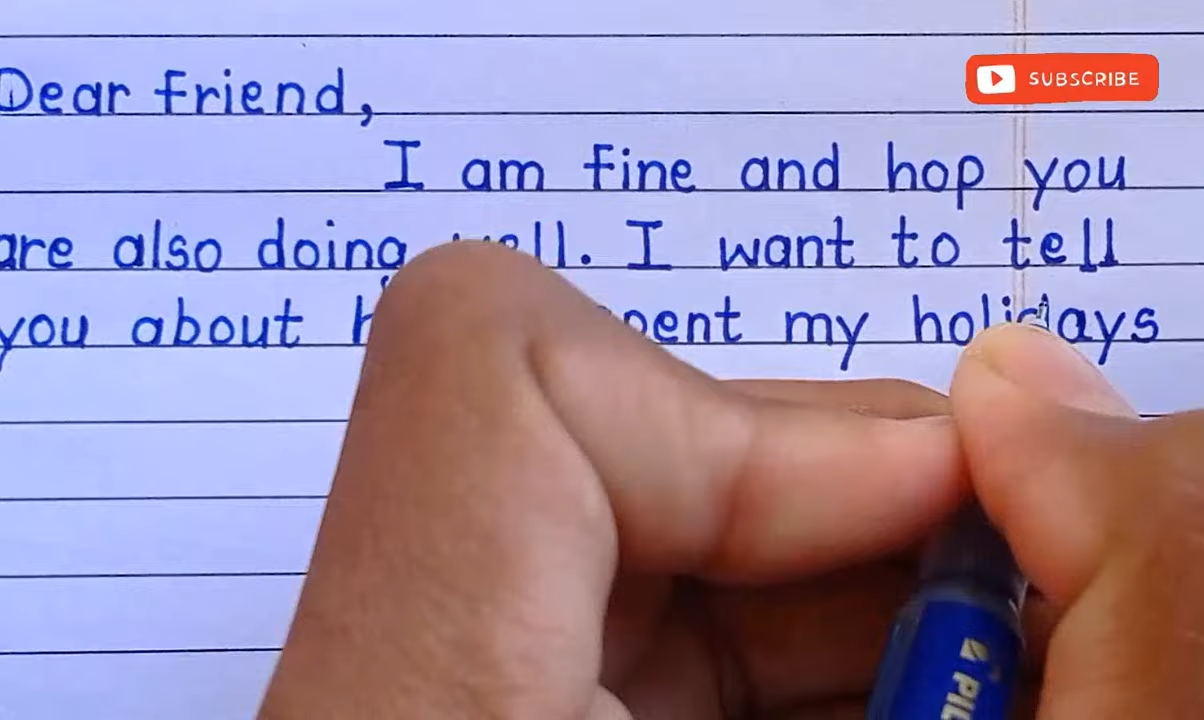 Dear friend,
SUBSCRIBE
I am fine and hop you
are also doing well. I want to tell
you about my holidays